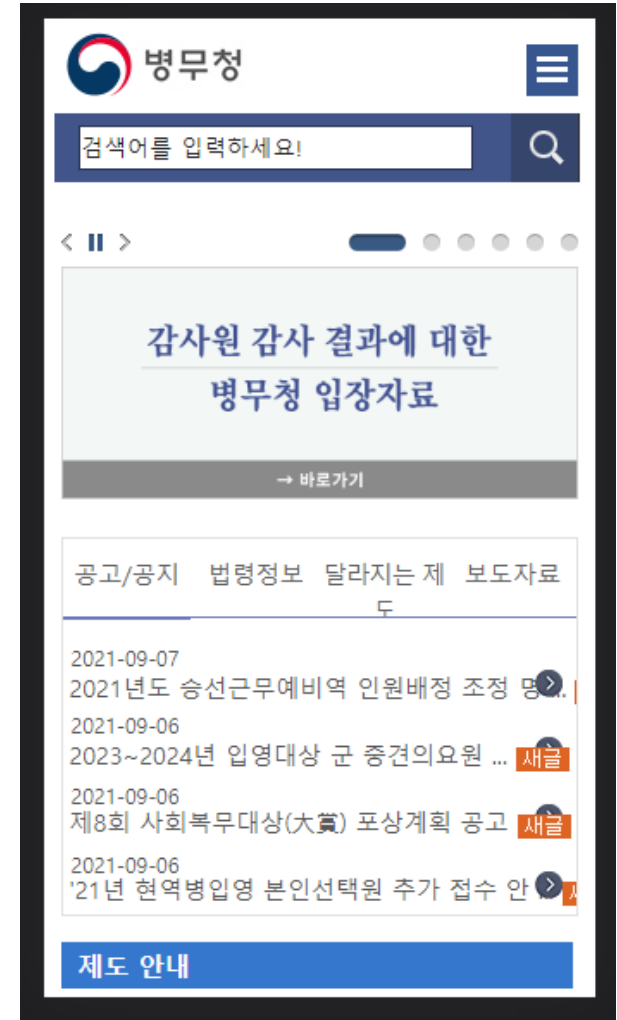 병무청
검색어를 입력하세요!
감사원 감사 결과에 대한
병무청 입장자료
→ 바로가기
공고/공지 법령정보 달라지는 제도 보도자료
2021-09-07
2021년도 승선근무예비역 인원배정 조정 명...
2021-09-06
2023~2024년 입영대상 군 중견의요원 ... 새글
2021-09-06
제8회 사회복무대상(大賞) 포상계획 공고 새글
2021-09-06
'21년 현역병입영 본인선택원 추가 접수 안
제도 안내